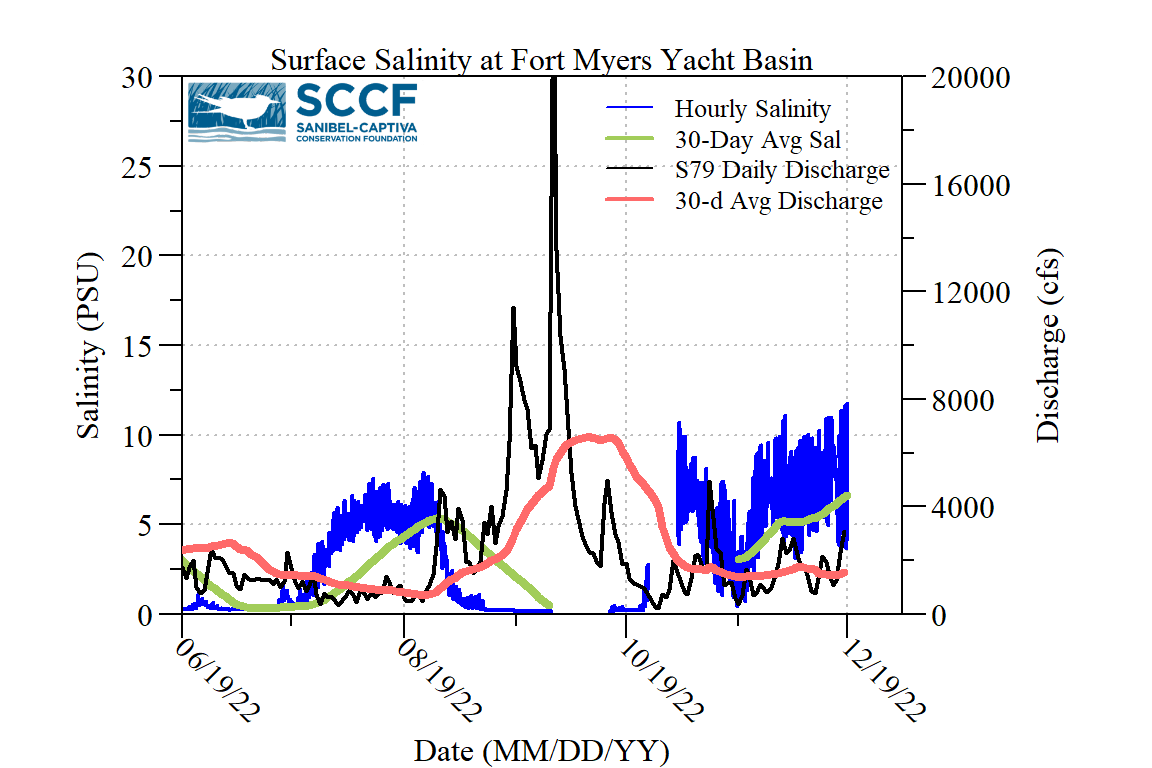 Surface Salinity at Fort Myers Yacht Basin
SCCF
SANIBEL-CAPTIVA
CONSERVATION FOUNDATION
Hourly Salinity
30-Day Avg Sal
S79 Daily Discharge
30-d Avg Discharge
Salinity (PSU)
30
25
20
15
10
5
0
20000
16000
12000
8000
4000
0
Discharge (cfs)
06/19/22
08/19/22
10/19/22
12/19/22
Date (MM/DD/YY)